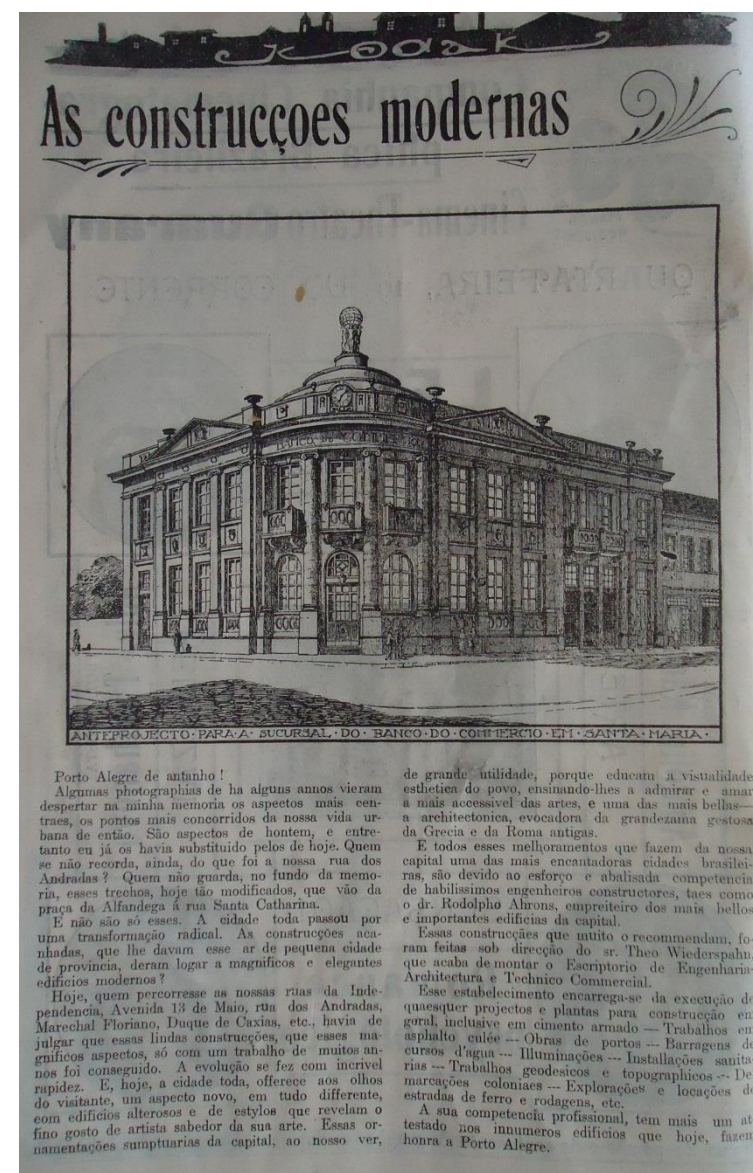 Kodak
As construcções modernas
BANCO DO COMMERCIO
ANTEPROJECTO · PARA · A · SUCURSAL · DO · BANCO · DO · COMMERCIO · EM · SANTA · MARIA ·
Porto Alegre de antanho !
Algumas photographias de ha alguns annos vieram
despertar na minha memoria os aspectos mais cen-
traes, os pontos mais concorridos da nossa vida ur-
bana de então. São aspectos de hontem, e entre-
tanto eu já os havia substituido pelos de hoje. Quem
se não recorda, ainda, do que foi a nossa rua dos
Andradas ? Quem não guarda, no fundo da memo-
ria, esses trechos, hoje tão modificados, que vão da
praça da Alfandega á rua Santa Catharina.
E não são só esses. A cidade toda passou por
uma transformação radical. As construcções aca-
nhadas, que lhe davam esse ar de pequena cidade
de provincia, deram logar a magnificos e elegantes
edificios modernos ?
Hoje, quem percorresse as nossas ruas da Inde-
pendencia, Avenida 13 de Maio, rua dos Andradas,
Marechal Floriano, Duque de Caxias, etc., havia de
julgar que essas lindas construcções, que esses ma-
gnificos aspectos, só com um trabalho de muitos an-
nos foi conseguido. A evolução se fez com incrivel
rapidez. E, hoje, a cidade toda, offerece aos olhos
do visitante, um aspecto novo, em tudo differente,
com edificios alterosos e de estylos que revelam o
fino gosto de artista sabedor da sua arte. Essas or-
namentações sumptuarias da capital, ao nosso ver,
de grande utilidade, porque educam a visualidade
esthetica do povo, ensinando-lhes a admirar e amar
a mais accessivel das artes, e uma das mais bellas—
a architectonica, evocadora da grandezama gestosa
da Grecia e da Roma antigas.
E todos esses melhoramentos que fazem da nossa
capital uma das mais encantadoras cidades brasilei-
ras, são devido ao esforço e abalisada competencia
de habilissimos engenheiros constructores, taes como
o dr. Rodolpho Ahrons, empreiteiro dos mais bellos
e importantes edificias da capital.
Essas construcções que muito o recommendam, fo-
ram feitas sob direcção do sr. Theo Wiederspahn,
que acaba de montar o Escriptorio de Engenharia
Architectura e Technico Commercial.
Esse estabelecimento encarrega-se da execução de
quaesquer projectos e plantas para construcção em
geral, inclusive em cimento armado — Trabalhos em
asphalto culée — Obras de portos — Barragens de
cursos d'agua — Illuminações — Installações sanita-
rias — Trabalhos geodesicos e topographicos — De-
marcações coloniaes — Explorações e locações de
estradas de ferro e rodagens, etc.
A sua competencia profissional, tem mais um at-
testado nos innumeros edificios que hoje, fazem
honra a Porto Alegre.